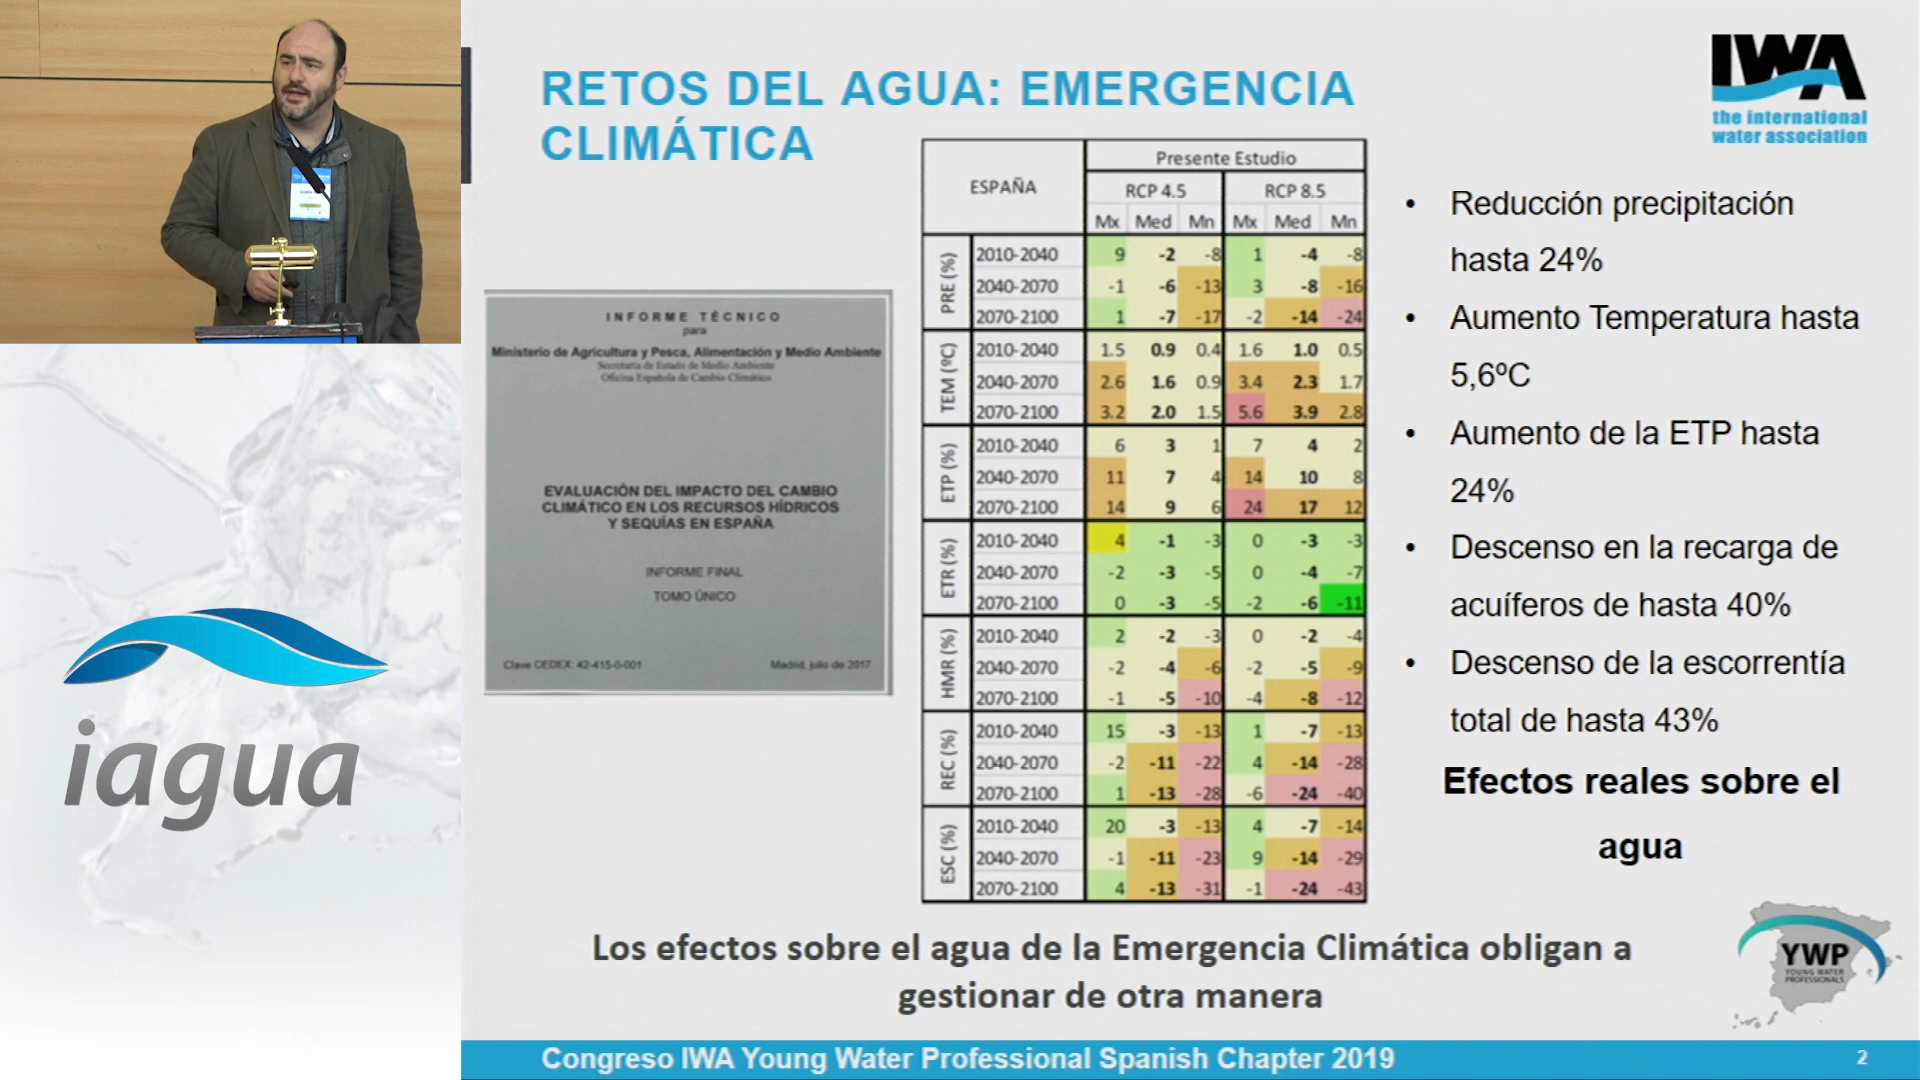 RETOS DEL AGUA: EMERGENCIA
CLIMÁTICA
IWA
the international
water association
INFORME TÉCNICO
para
Ministerio de Agricultura y Pesca, Alimentación y Medio Ambiente
Secretaría de Estado de Medio Ambiente
Oficina Española de Cambio Climático
EVALUACIÓN DEL IMPACTO DEL CAMBIO
CLIMÁTICO EN LOS RECURSOS HÍDRICOS
Y SEQUÍAS EN ESPAÑA
INFORME FINAL
TOMO ÚNICO
Clave CEDEX: 42-415-0-001 Madrid, julio de 2017
ESPAÑA Presente Estudio
RCP 4.5 RCP 8.5
Mx Med Mn Mx Med Mn
PRE (%)
2010-2040 9 -2 -8 1 -4 -8
2040-2070 -1 -6 -13 3 -8 -16
2070-2100 1 -7 -17 -2 -14 -24
TEM (ºC)
2010-2040 1.5 0.9 0.4 1.6 1.0 0.5
2040-2070 2.6 1.6 0.9 3.4 2.3 1.7
2070-2100 3.2 2.0 1.5 5.6 3.9 2.8
ETP (%)
2010-2040 6 3 1 7 4 2
2040-2070 11 7 4 14 10 8
2070-2100 14 9 6 24 17 12
ETR (%)
2010-2040 4 -1 -3 0 -3 -3
2040-2070 -2 -3 -5 0 -4 -7
2070-2100 0 -3 -5 -2 -6 -11
HMR (%)
2010-2040 2 -2 -3 0 -2 -4
2040-2070 -2 -4 -6 -2 -5 -9
2070-2100 -1 -5 -10 -4 -8 -12
REC (%)
2010-2040 15 -3 -13 1 -7 -13
2040-2070 -2 -11 -22 4 -14 -28
2070-2100 1 -13 -28 -6 -24 -40
ESC (%)
2010-2040 20 -3 -13 4 -7 -14
2040-2070 -1 -11 -23 9 -14 -29
2070-2100 4 -13 -31 -1 -24 -43
• Reducción precipitación
hasta 24%
• Aumento Temperatura hasta
5,6ºC
• Aumento de la ETP hasta
24%
• Descenso en la recarga de
acuíferos de hasta 40%
• Descenso de la escorrentía
total de hasta 43%
Efectos reales sobre el
agua
Los efectos sobre el agua de la Emergencia Climática obligan a
gestionar de otra manera
YWP
YOUNG WATER
PROFESSIONALS
iagua
Congreso IWA Young Water Professional Spanish Chapter 2019
2